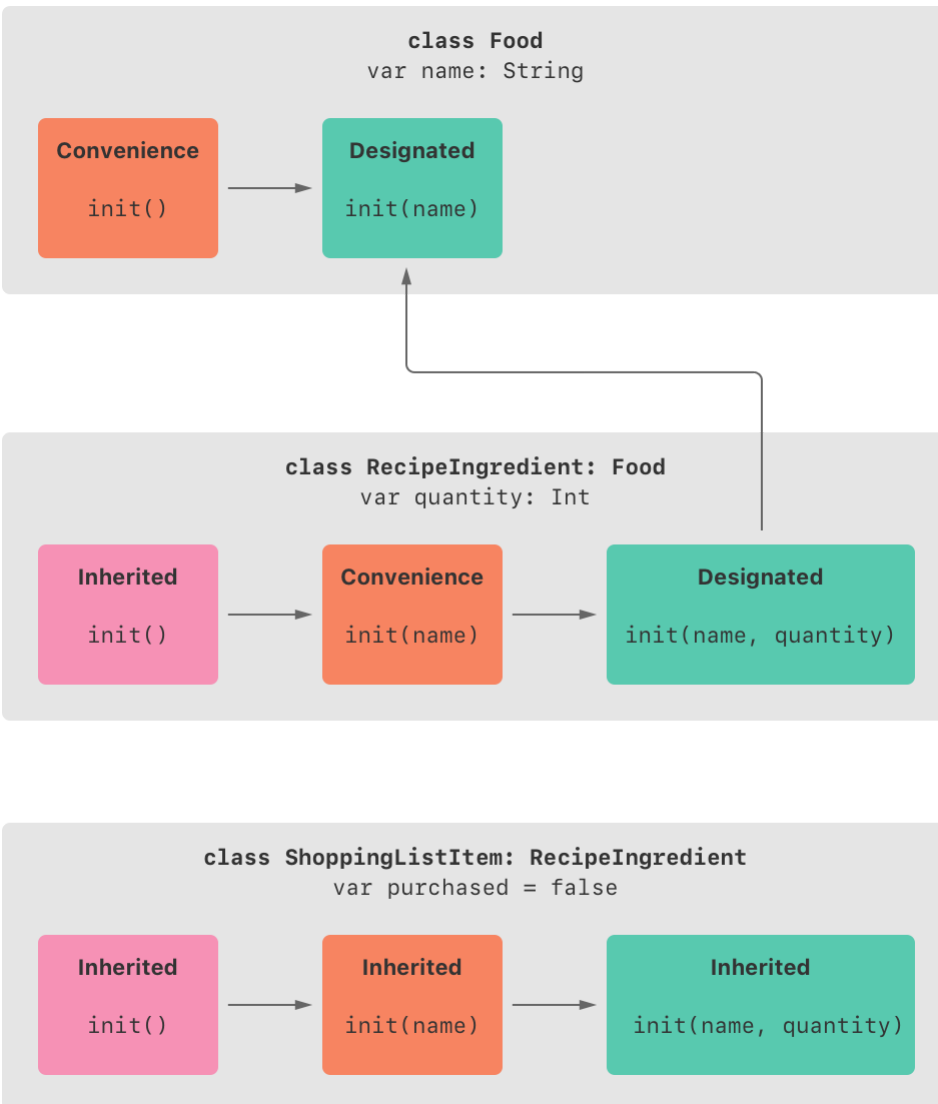 class Food
var name: String
Convenience
Designated
init()
init(name)
class RecipeIngredient: Food
var quantity: Int
Inherited
Convenience
Designated
init()
init(name)
init(name, quantity)
class ShoppingListItem: RecipeIngredient
var purchased = false
Inherited
Inherited
Inherited
init()
init(name)
init(name, quantity)